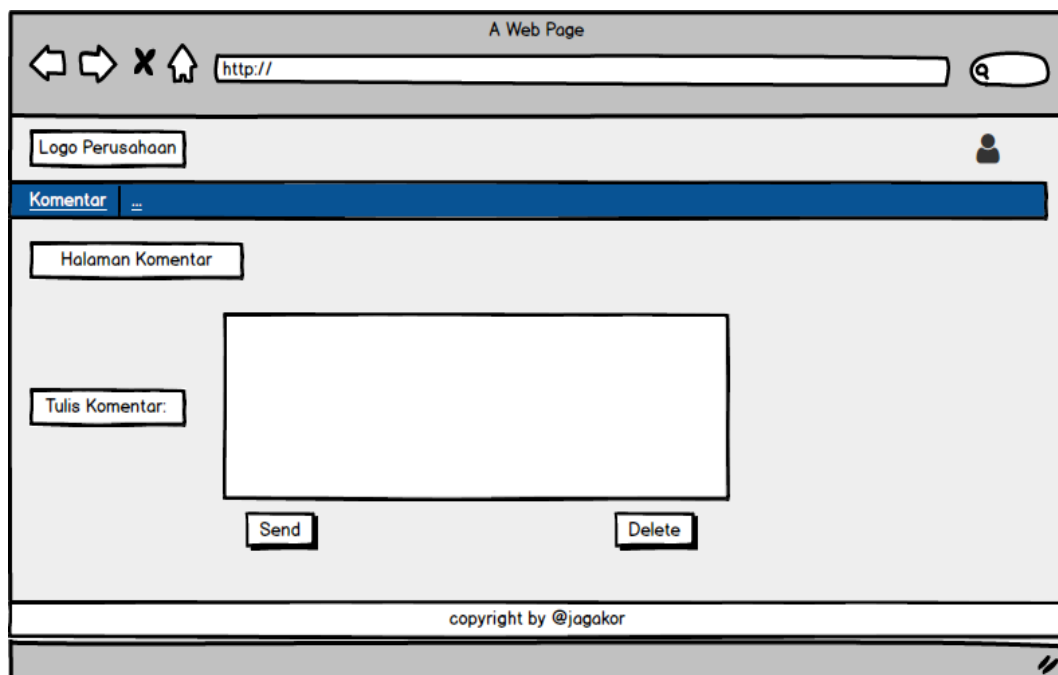 A Web Page
http://
Logo Perusahaan
Komentar ...
Halaman Komentar
Tulis Komentar:
Send Delete
copyright by @jagakor